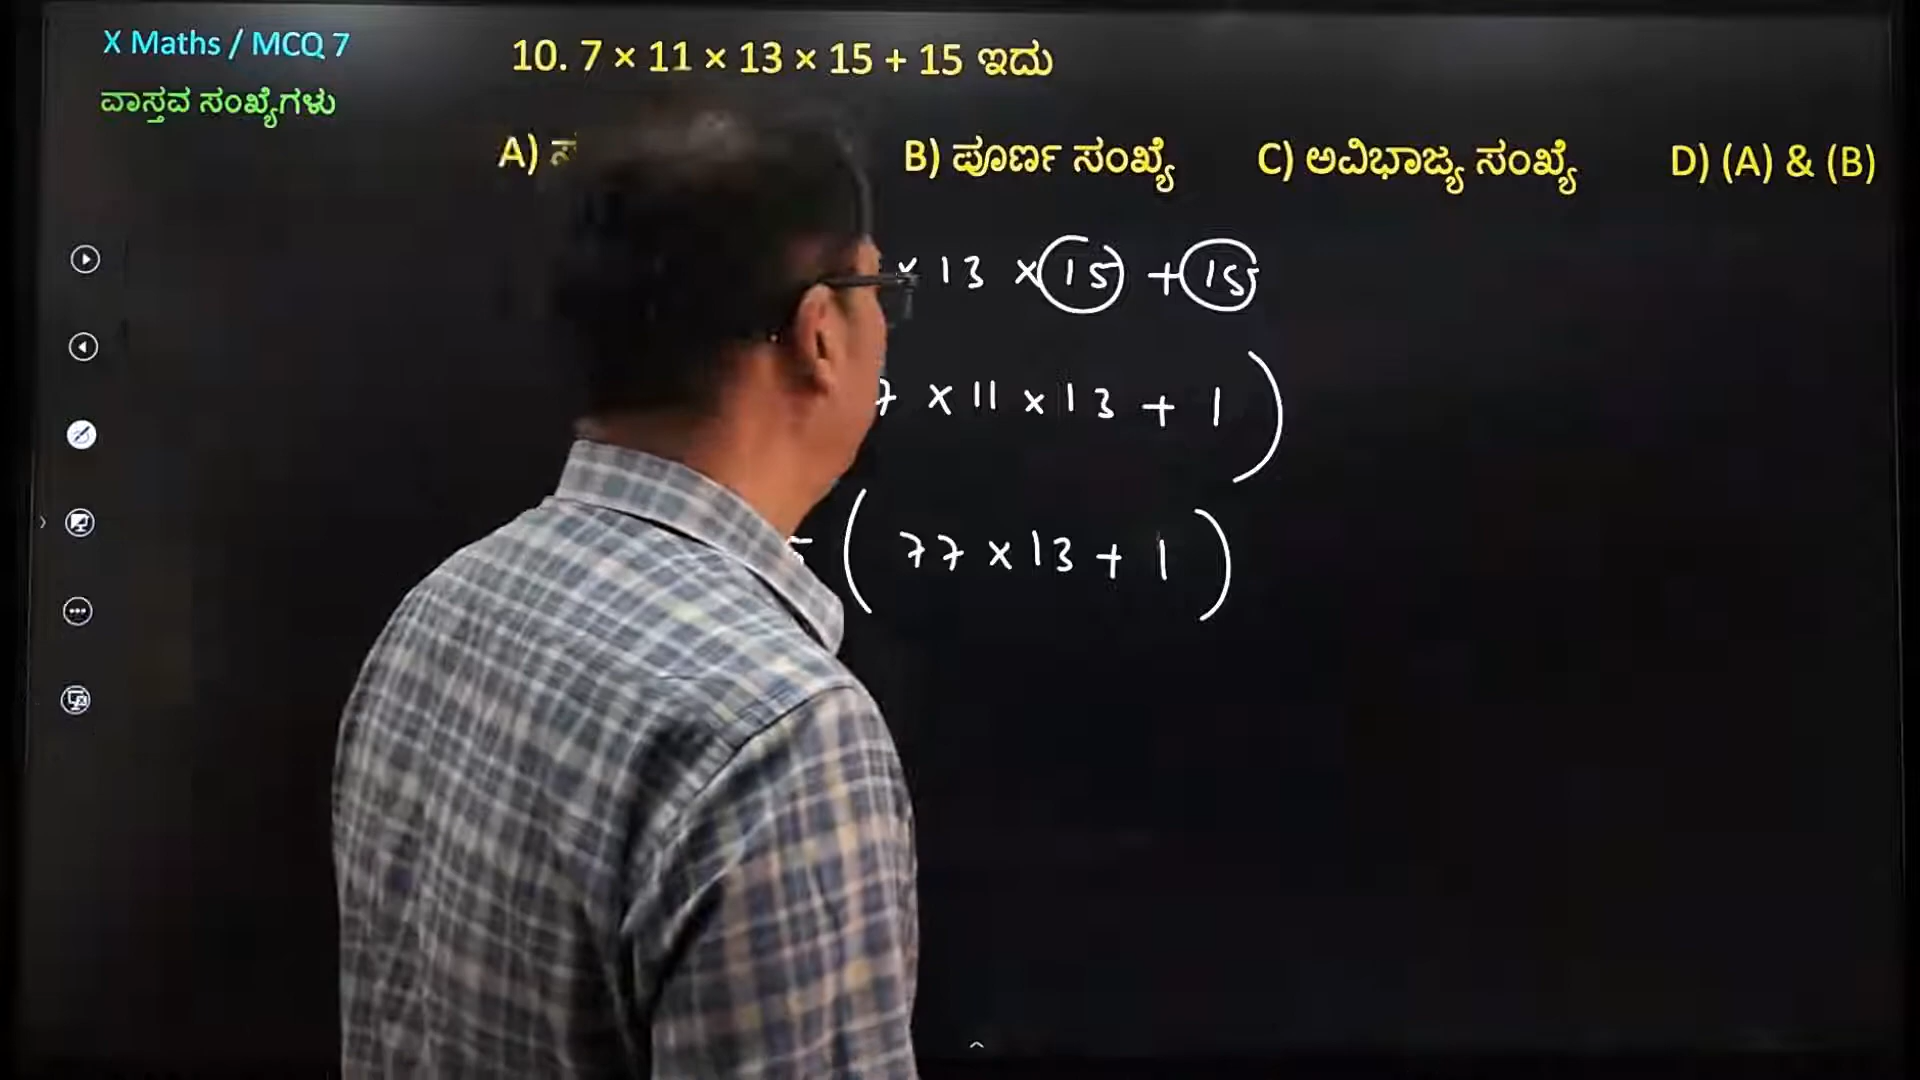 X Maths / MCQ 7
ವಾಸ್ತವ ಸಂಖ್ಯೆಗಳು
10. 7 × 11 × 13 × 15 + 15 ಇದು
A)
B) ಪೂರ್ಣ ಸಂಖ್ಯೆ
C) ಅವಿಭಾಜ್ಯ ಸಂಖ್ಯೆ
D) (A) & (B)
× 13 × 15 + 15
7 × 11 × 13 + 1 )
( 77 × 13 + 1 )